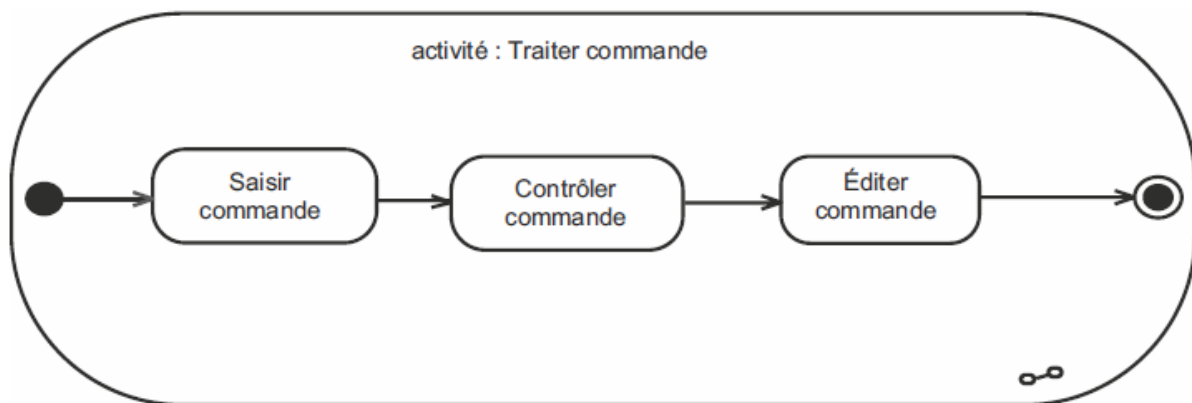 activité : Traiter commande
Saisir
commande
Contrôler
commande
Éditer
commande